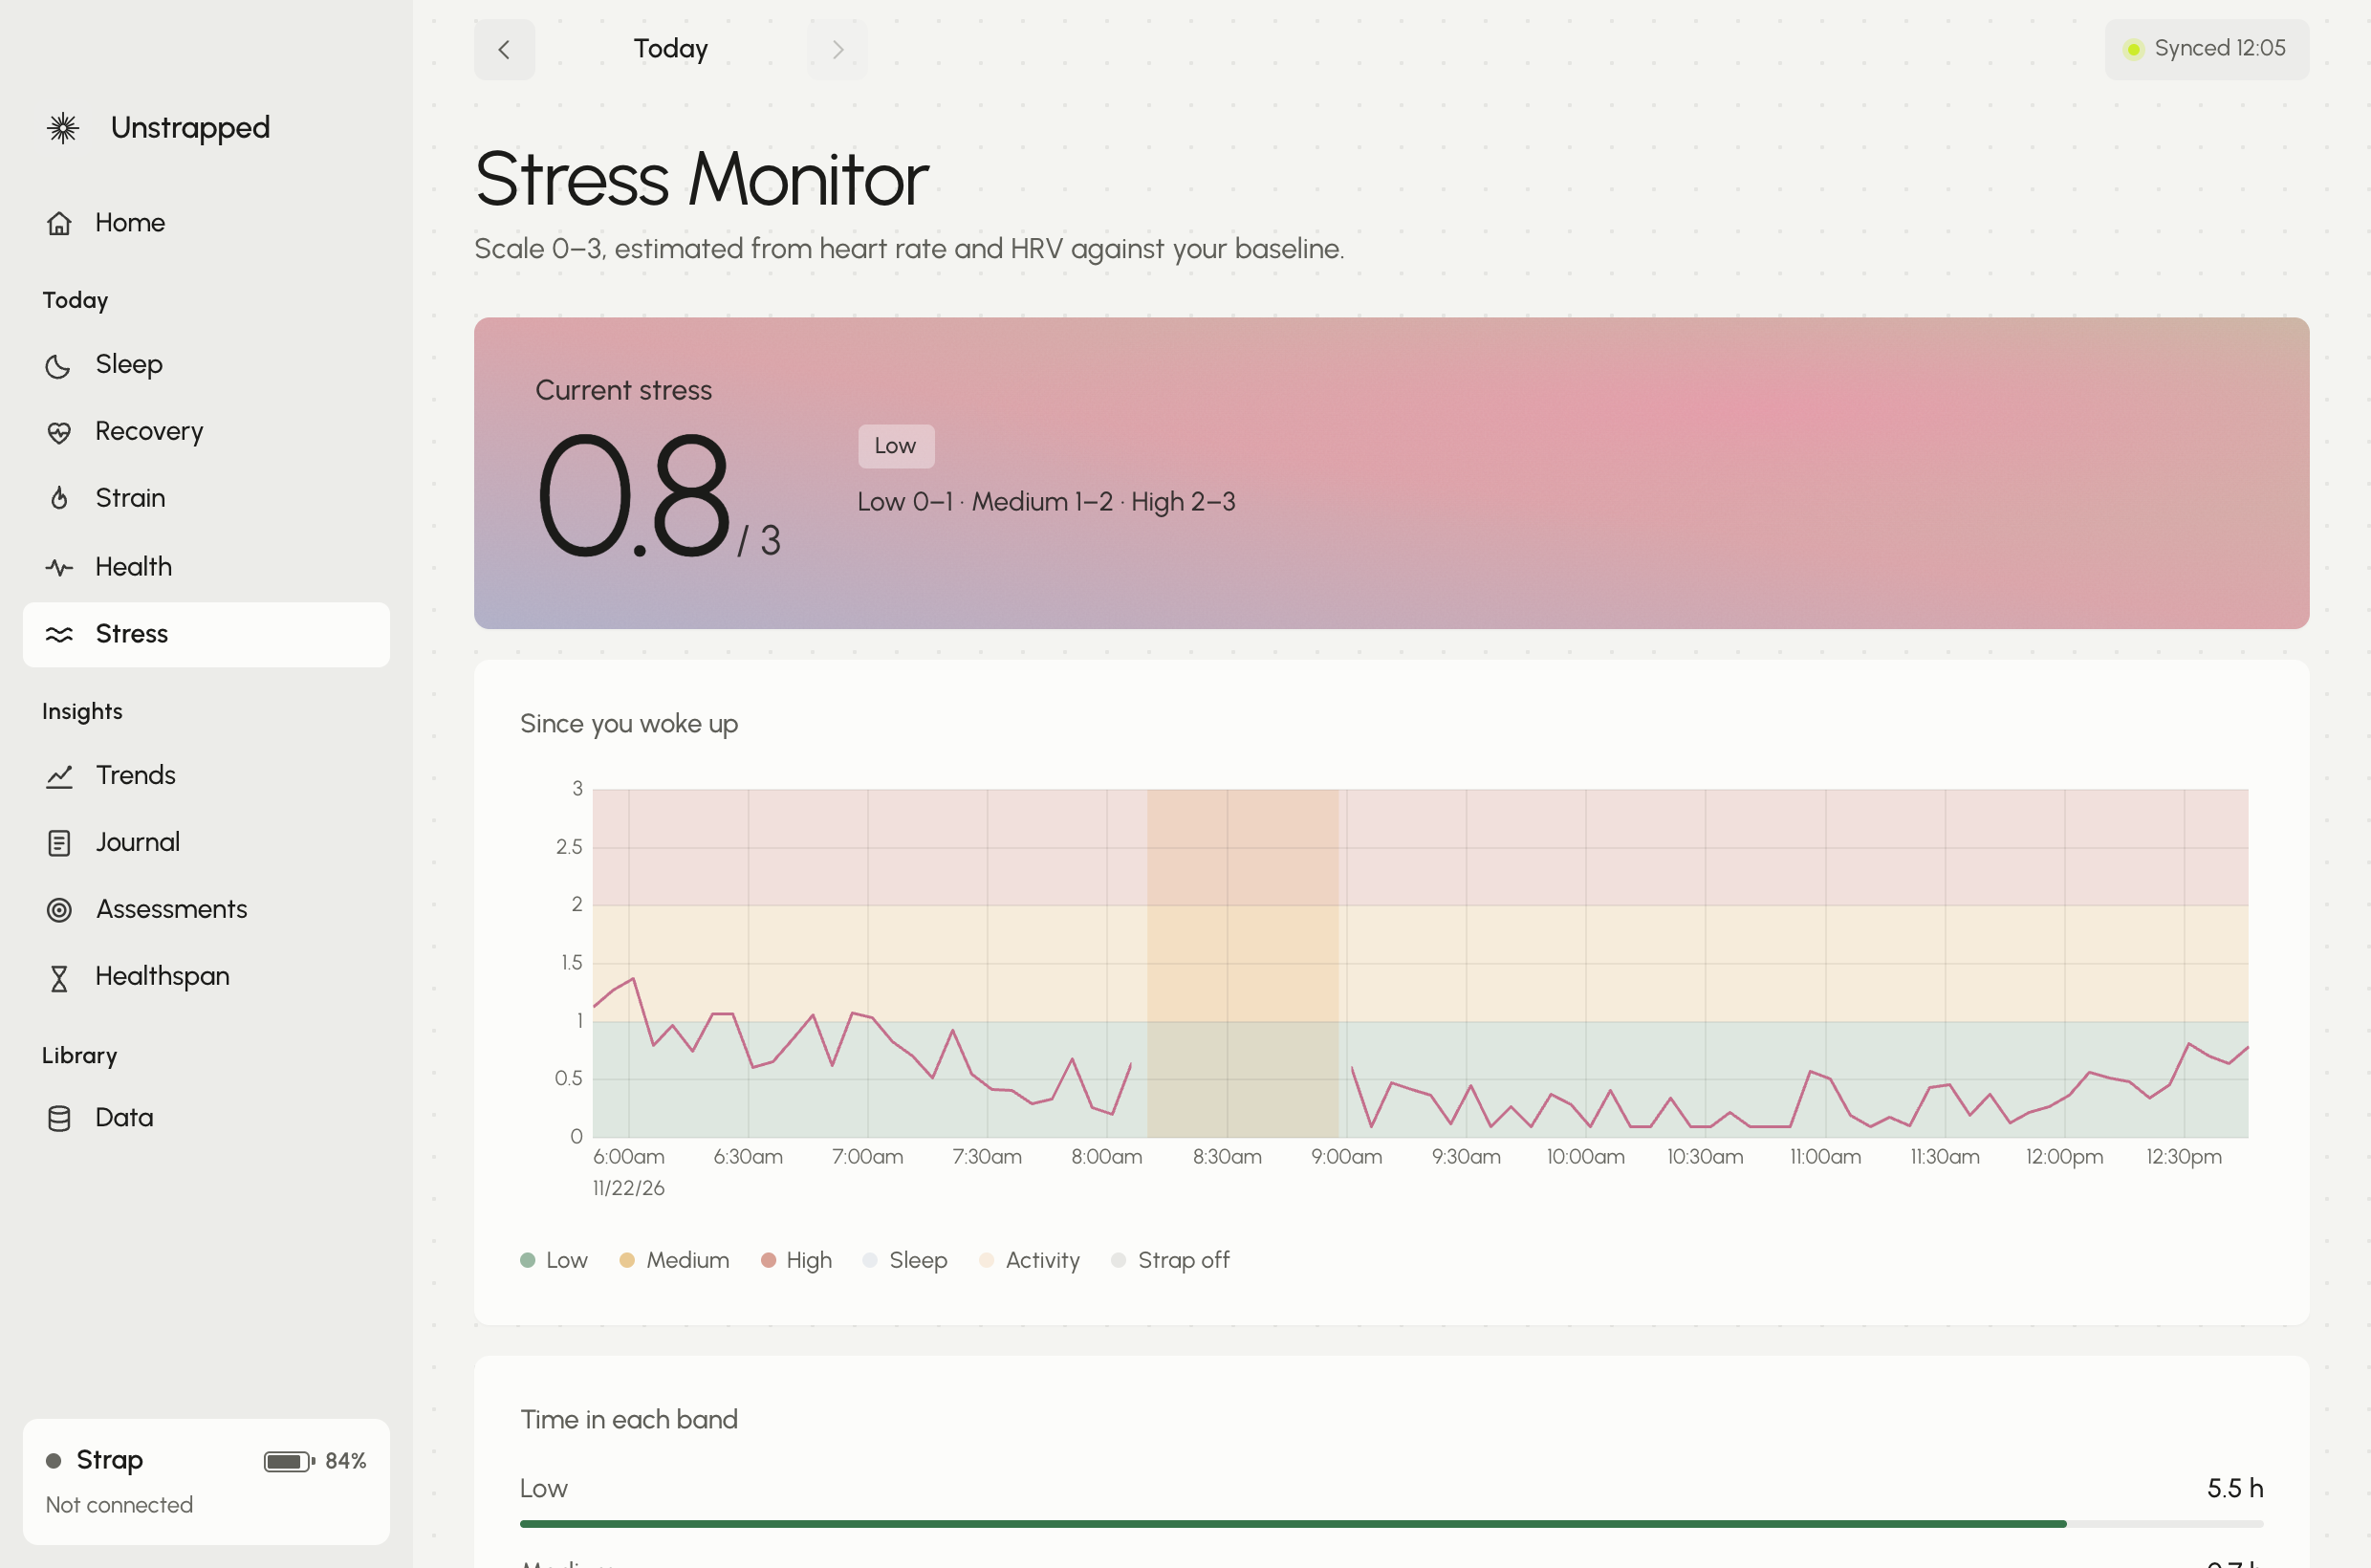 Today
Synced 12:05
Unstrapped
Home
Today
Sleep
Recovery
Strain
Health
Stress
Insights
Trends
Journal
Assessments
Healthspan
Library
Data
Strap
84%
Not connected
Stress Monitor
Scale 0–3, estimated from heart rate and HRV against your baseline.
Current stress
0.8 / 3
Low
Low 0–1 · Medium 1–2 · High 2–3
Since you woke up
3
2.5
2
1.5
1
0.5
0
6:00am 6:30am 7:00am 7:30am 8:00am 8:30am 9:00am 9:30am 10:00am 10:30am 11:00am 11:30am 12:00pm 12:30pm
11/22/26
Low Medium High Sleep Activity Strap off
Time in each band
Low 5.5 h